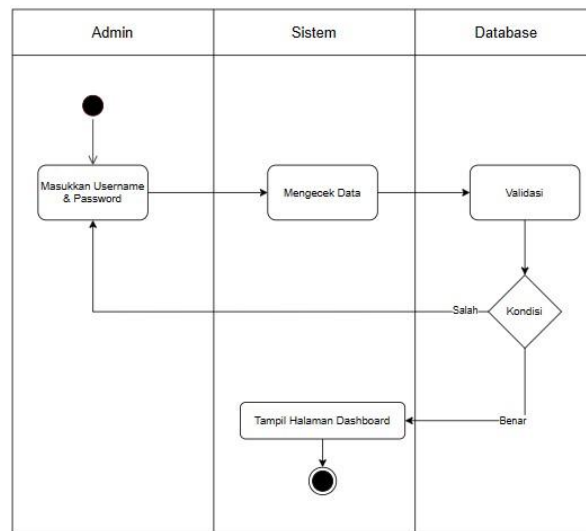 Admin
Sistem
Database
Masukkan Username
& Password
Mengecek Data
Validasi
Salah
Kondisi
Tampil Halaman Dashboard
Benar